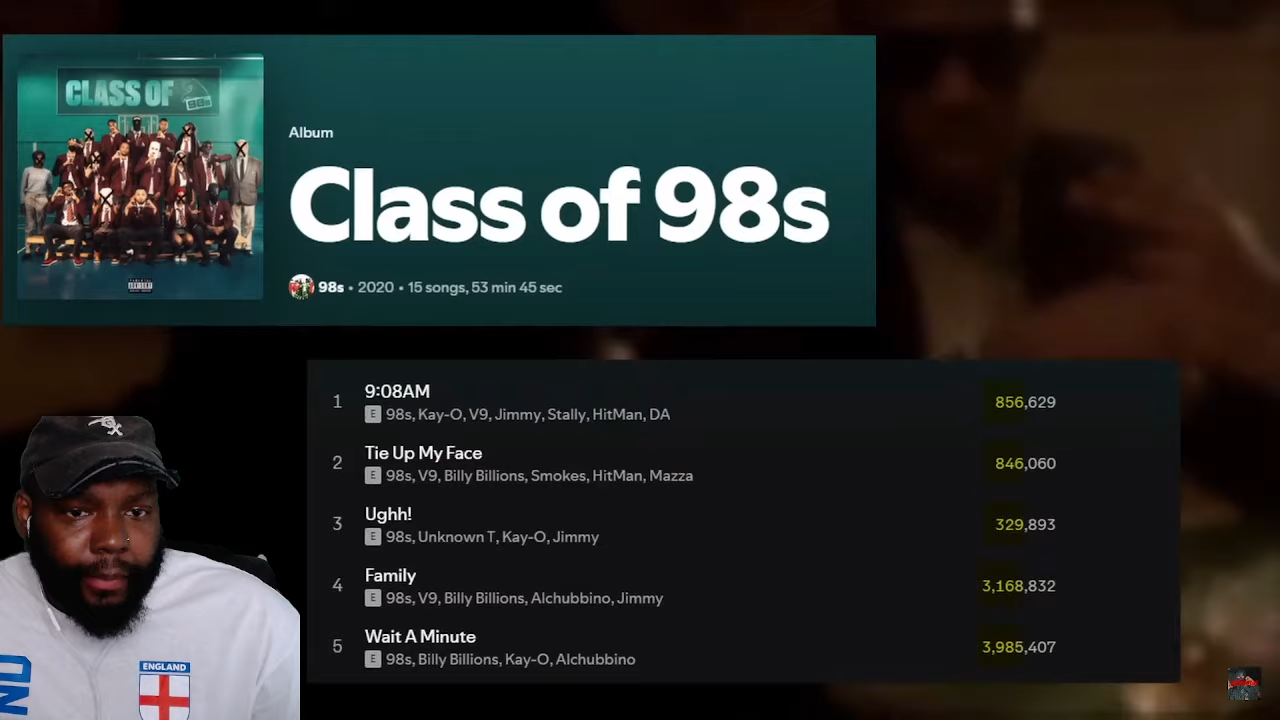 CLASS OF
98s
Album
Class of 98s
98s • 2020 • 15 songs, 53 min 45 sec
1 9:08AM 856,629
E 98s, Kay-O, V9, Jimmy, Stally, HitMan, DA
2 Tie Up My Face 846,060
E 98s, V9, Billy Billions, Smokes, HitMan, Mazza
3 Ughh! 329,893
E 98s, Unknown T, Kay-O, Jimmy
4 Family 3,168,832
E 98s, V9, Billy Billions, Alchubbino, Jimmy
5 Wait A Minute 3,985,407
E 98s, Billy Billions, Kay-O, Alchubbino
ENGLAND